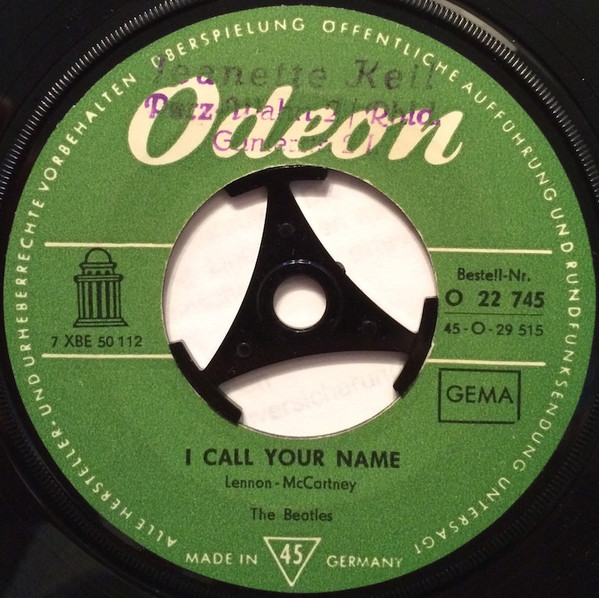 ALLE HERSTELLER- UND URHEBERRECHTE VORBEHALTEN ÜBERSPIELUNG ÖFFENTLICHE AUFFÜHRUNG UND RUNDFUNKSENDUNG UNTERSAGT
Jeanette Keil
Odeon
Bestell-Nr.
O 22 745
45-O-29 515
7 XBE 50 112
GEMA
I CALL YOUR NAME
Lennon - McCartney
The Beatles
MADE IN 45 GERMANY